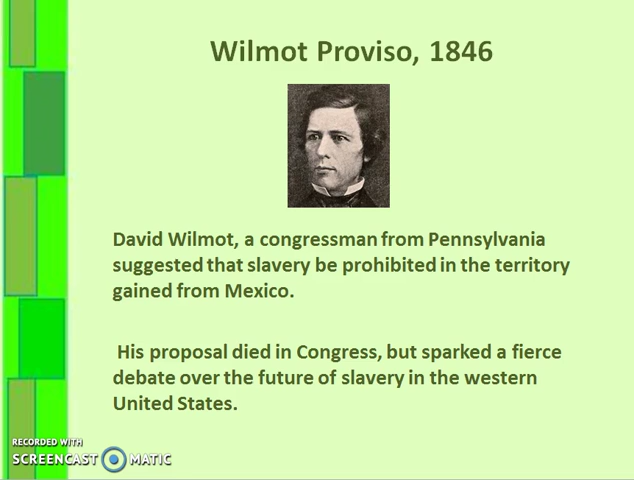 Wilmot Proviso, 1846
David Wilmot, a congressman from Pennsylvania
suggested that slavery be prohibited in the territory
gained from Mexico.
His proposal died in Congress, but sparked a fierce
debate over the future of slavery in the western
United States.
RECORDED WITH
SCREENCAST MATIC